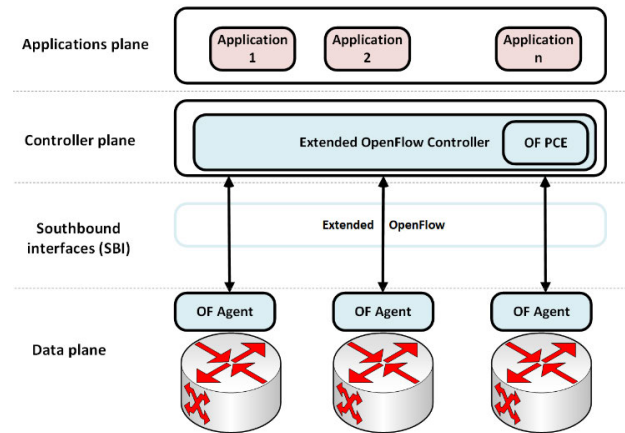 Applications plane
Application
1
Application
2
Application
n
Controller plane
Extended OpenFlow Controller
OF PCE
Southbound
interfaces (SBI)
Extended OpenFlow
OF Agent
OF Agent
OF Agent
Data plane